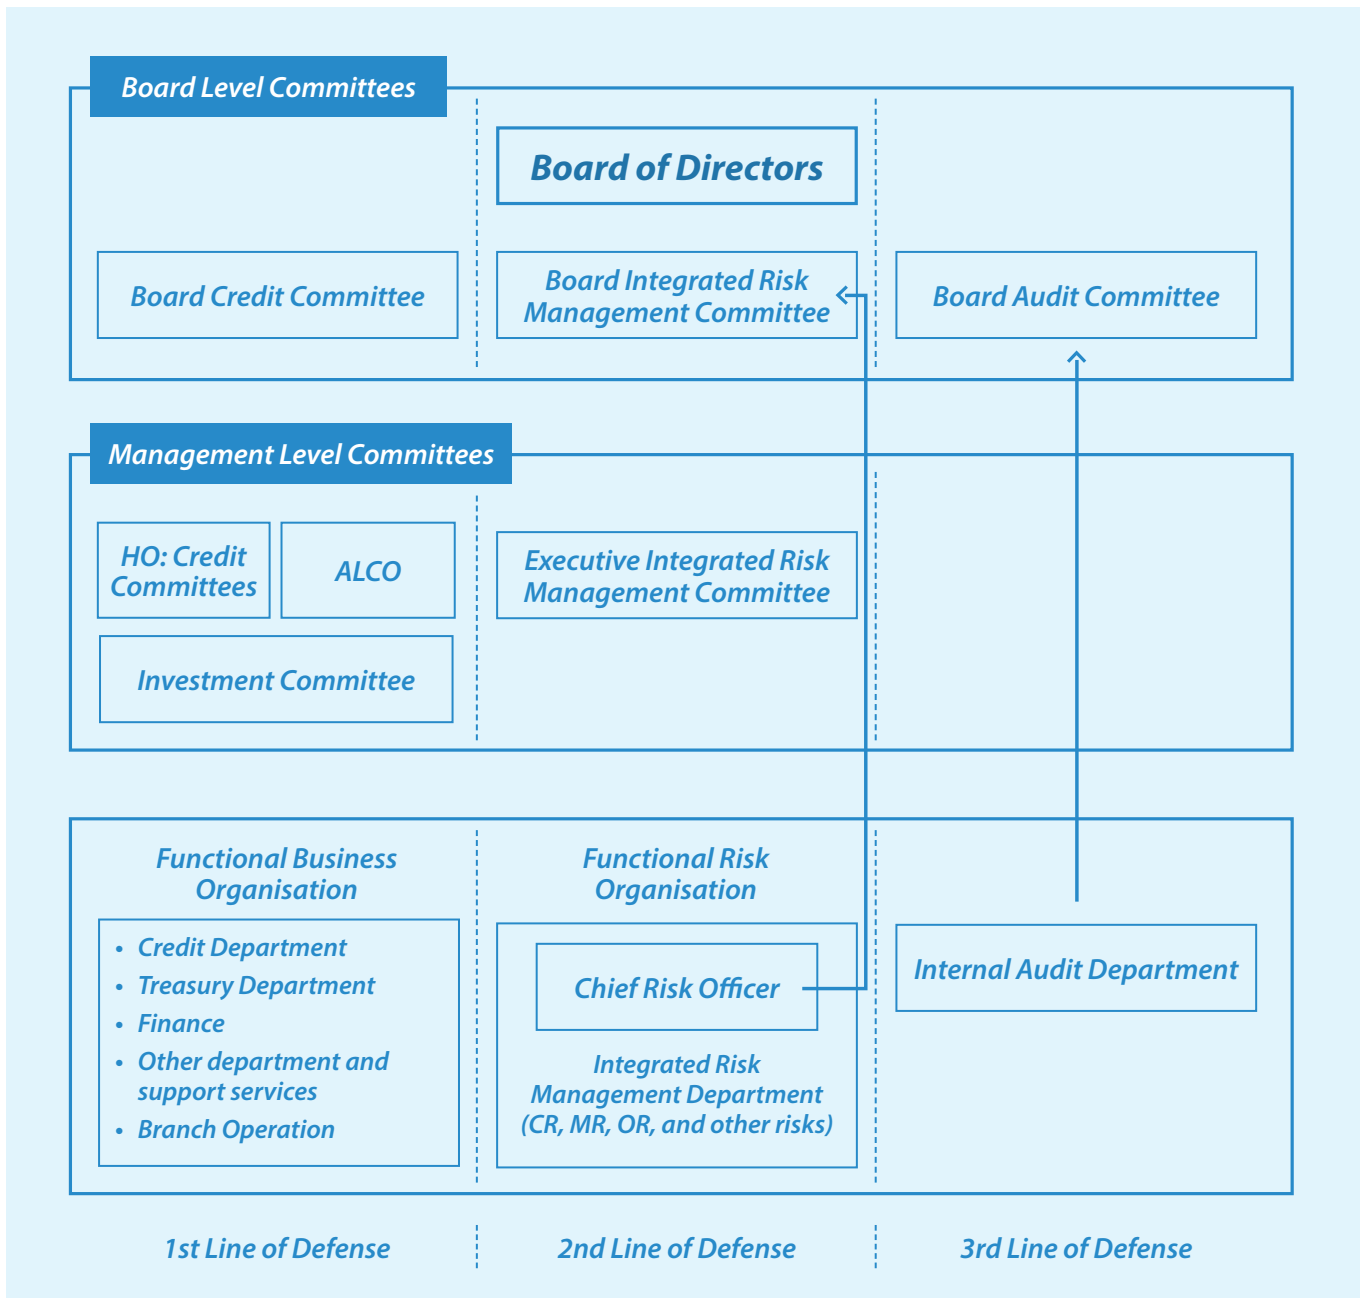 Board Level Committees
Board of Directors
Board Credit Committee
Board Integrated Risk
Management Committee
Board Audit Committee
Management Level Committees
HO: Credit
Committees
ALCO
Executive Integrated Risk
Management Committee
Investment Committee
Functional Business
Organisation
• Credit Department
• Treasury Department
• Finance
• Other department and
support services
• Branch Operation
Functional Risk
Organisation
Chief Risk Officer
Integrated Risk
Management Department
(CR, MR, OR, and other risks)
Internal Audit Department
1st Line of Defense
2nd Line of Defense
3rd Line of Defense